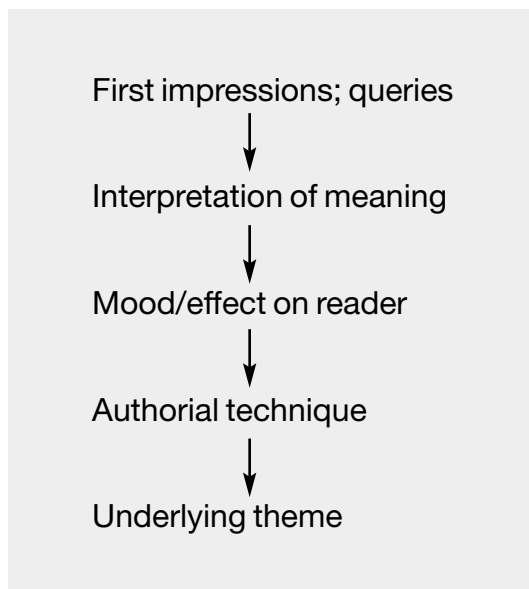 First impressions; queries
Interpretation of meaning
Mood/effect on reader
Authorial technique
Underlying theme